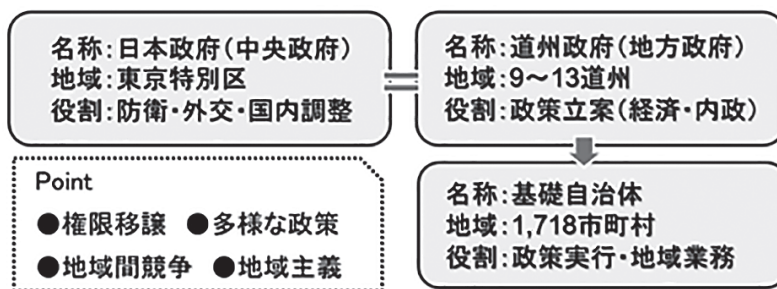 名称:日本政府(中央政府)
地域:東京特別区
役割:防衛・外交・国内調整
名称:道州政府(地方政府)
地域:9〜13道州
役割:政策立案(経済・内政)
Point
●権限移譲 ●多様な政策
●地域間競争 ●地域主義
名称:基礎自治体
地域:1,718市町村
役割:政策実行・地域業務